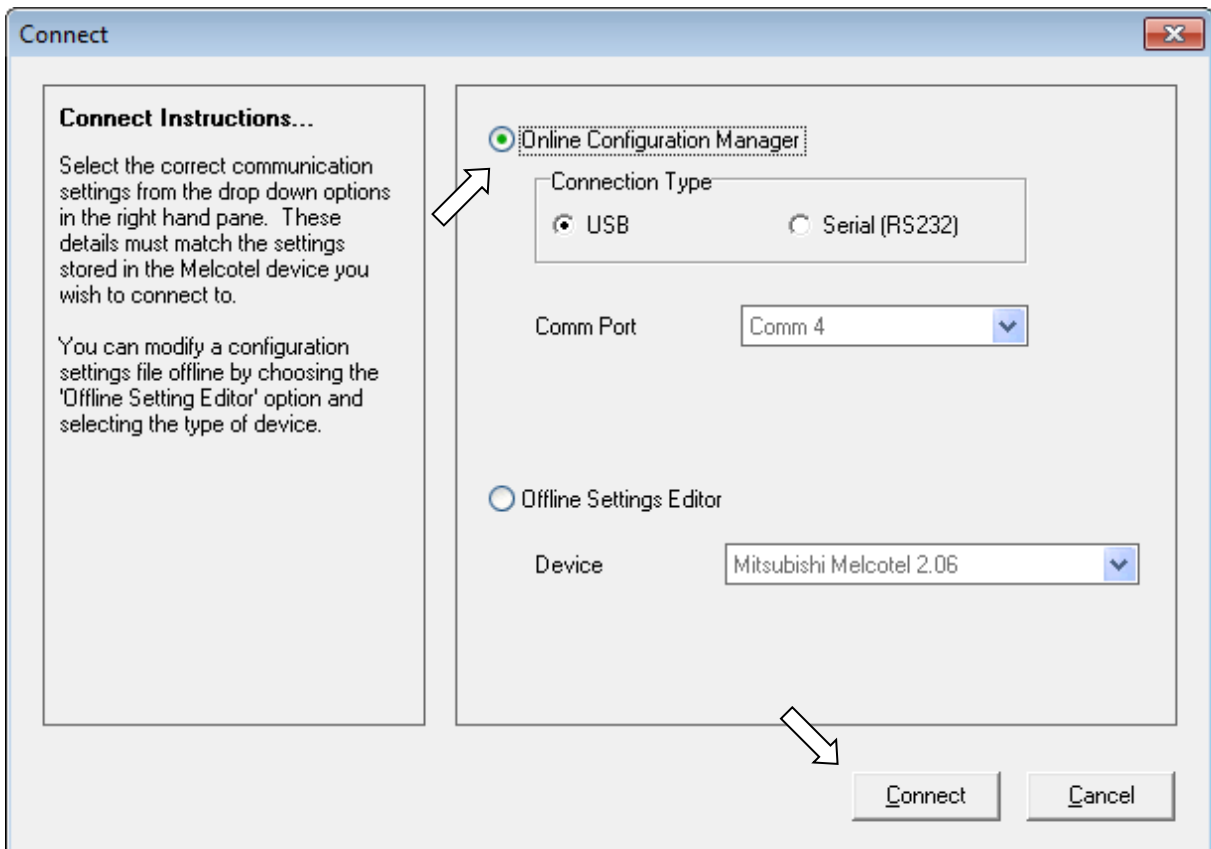 Connect
Connect Instructions...
Select the correct communication
settings from the drop down options
in the right hand pane.  These
details must match the settings
stored in the Melcotel device you
wish to connect to.
You can modify a configuration
settings file offline by choosing the
'Offline Setting Editor' option and
selecting the type of device.
Online Configuration Manager
Connection Type
USB
Serial (RS232)
Comm Port
Comm 4
Offline Settings Editor
Device
Mitsubishi Melcotel 2.06
Connect
Cancel